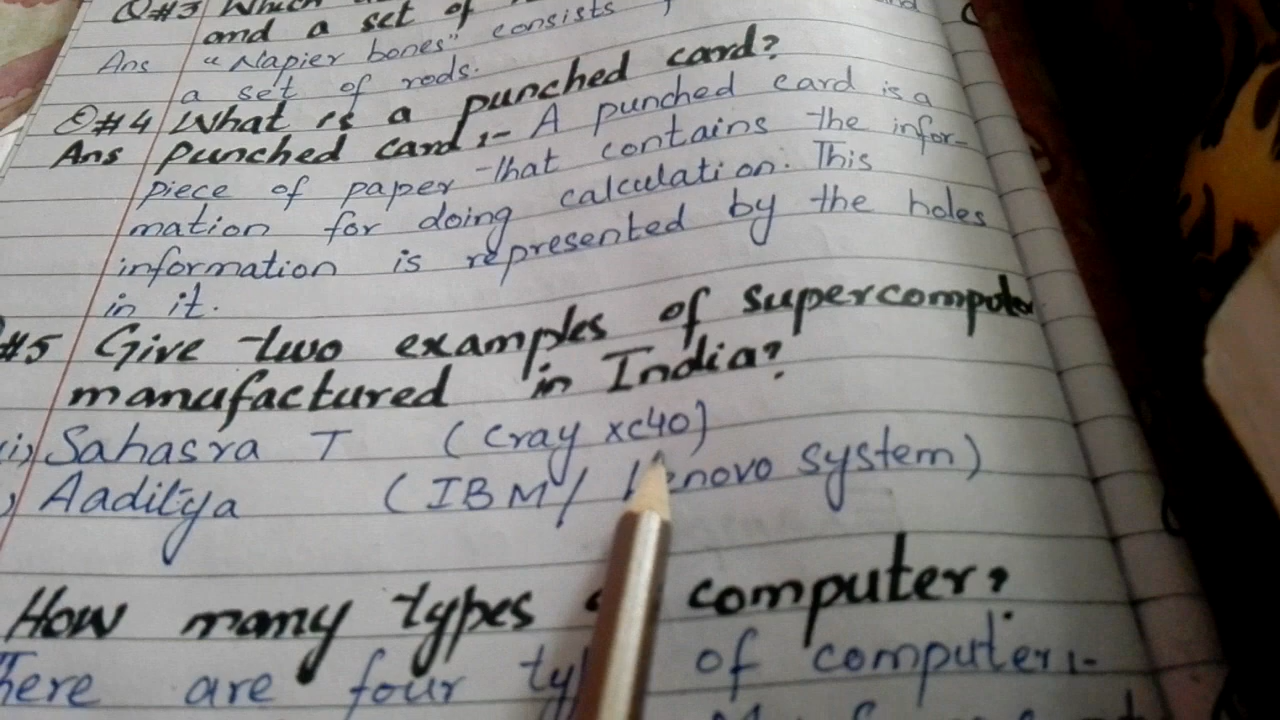 Q#3 Which
and a set of
Ans "Napier bones" consists
a set of rods.
Q#4 What is a punched card?
Ans Punched card :- A punched card is a
piece of paper that contains the infor-
mation for doing calculation. This
information is represented by the holes
in it.
#5 Give two examples of supercomputer
manufactured in India?
(i) Sahasra T (Cray xc40)
) Aaditya (IBM/ Lenovo system)
How many types computer?
There are four of computer:-